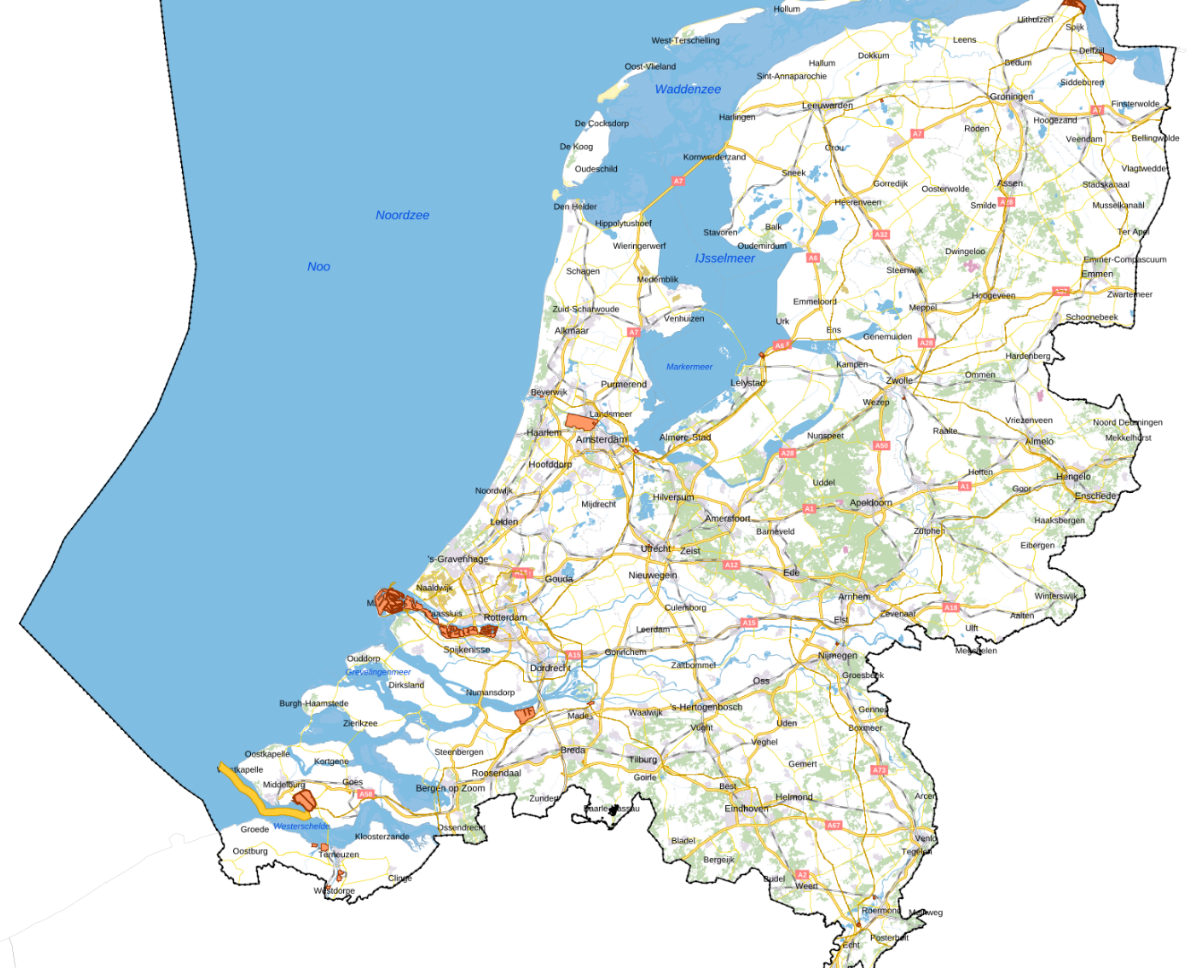 Hollum
Uithuizen
Spijk
West-Terschelling
Leens
Delfzijl
Dokkum
Hallum
Bedum
Oost-Vlieland
Sint-Annaparochie
Siddeburen
Waddenzee
Groningen
Leeuwarden
Finsterwolde
A7
Harlingen
Hoogezand
De Cocksdorp
Roden
A7
Veendam
Bellingwolde
De Koog
Grou
Kornwerderzand
Oudeschild
Sneek
Vlagtwedde
A7
Gorredijk
Oosterwolde
Assen
Stadskanaal
Heerenveen
Smilde
A28
Musselkanaal
Den Helder
Noordzee
Hippolytushoef
Balk
Stavoren
A32
Ter Apel
Wieringerwerf
Oudemirdum
Dwingeloo
IJsselmeer
A6
Emmer-Compascuum
Noo
Schagen
Steenwijk
Emmen
Medemblik
Emmeloord
Hoogeveen
Zwartemeer
Zuid-Scharwoude
Meppel
Venhuizen
Urk
Schoonebeek
Alkmaar
A7
Ens
Genemuiden
A6
A28
Hardenberg
Markermeer
Kampen
Ommen
Purmerend
Lelystad
Zwolle
Beverwijk
Wezep
Landsmeer
Vriezenveen
Noord Deurningen
Haarlem
Amsterdam
Almere-Stad
Nunspeet
Raalte
Almelo
Mekkelhorst
A28
A50
Hoofddorp
Holten
Hengelo
Uddel
A1
Goor
Enschede
Noordwijk
Hilversum
Mijdrecht
A1
Apeldoorn
Leiden
Amersfoort
Haaksbergen
Barneveld
Zutphen
Utrecht
Zeist
Eibergen
's-Gravenhage
A12
Ede
Gouda
Nieuwegein
Naaldwijk
Arnhem
Winterswijk
Culemborg
A18
Aalten
aassluis
Rotterdam
Elst
Zevenaar
Leerdam
A15
Ulft
Spijkenisse
Gorinchem
Nijmegen
Megchelen
Ouddorp
A15
Zaltbommel
Grevelingenmeer
Dordrecht
Groesbeek
Dirksland
Oss
Numansdorp
Burgh-Haamstede
's-Hertogenbosch
Gennep
Made
Waalwijk
Zierikzee
Uden
Vught
Boxmeer
Veghel
Steenbergen
Breda
Oostkapelle
Kortgene
Tilburg
Gemert
Roosendaal
A73
Goirle
Middelburg
Goes
Bergen op Zoom
Best
A58
Zundert
Helmond
Arcen
Baarle-Nassau
Eindhoven
Westerschelde
Groede
Ossendrecht
A67
Kloosterzande
Bladel
Venlo
Oostburg
Terneuzen
Tegelen
Bergeijk
A2
Clinge
Budel
Weert
Westdorpe
Roermond
Posterholt
Echt